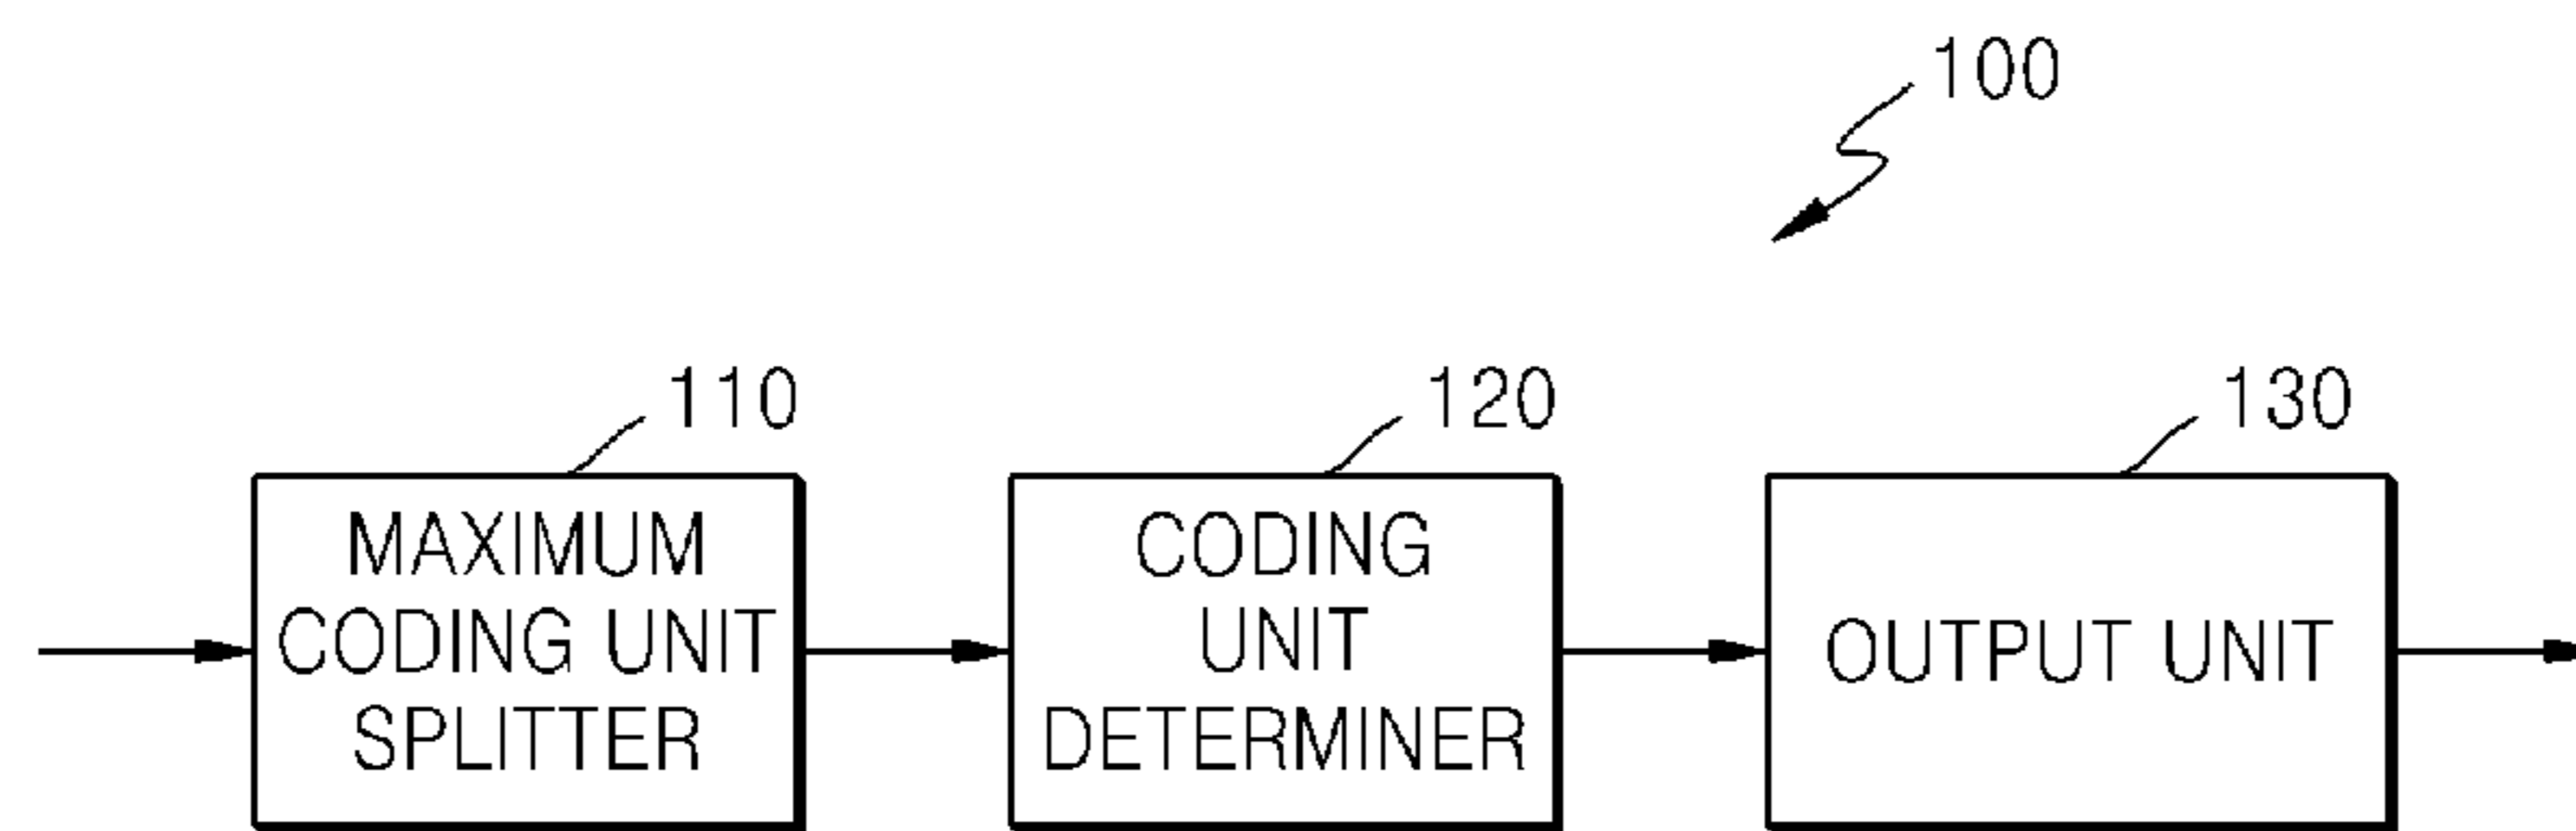 100
110
120
130
MAXIMUM
CODING UNIT
SPLITTER
CODING
UNIT
DETERMINER
OUTPUT UNIT